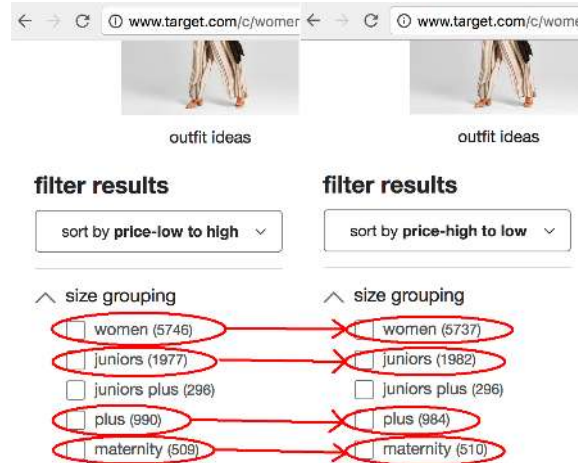 www.target.com/c/women
outfit ideas
filter results
sort by price-low to high
size grouping
women (5746)
juniors (1977)
juniors plus (296)
plus (990)
maternity (509)
www.target.com/c/wome
outfit ideas
filter results
sort by price-high to low
size grouping
women (5737)
juniors (1982)
juniors plus (296)
plus (984)
maternity (510)